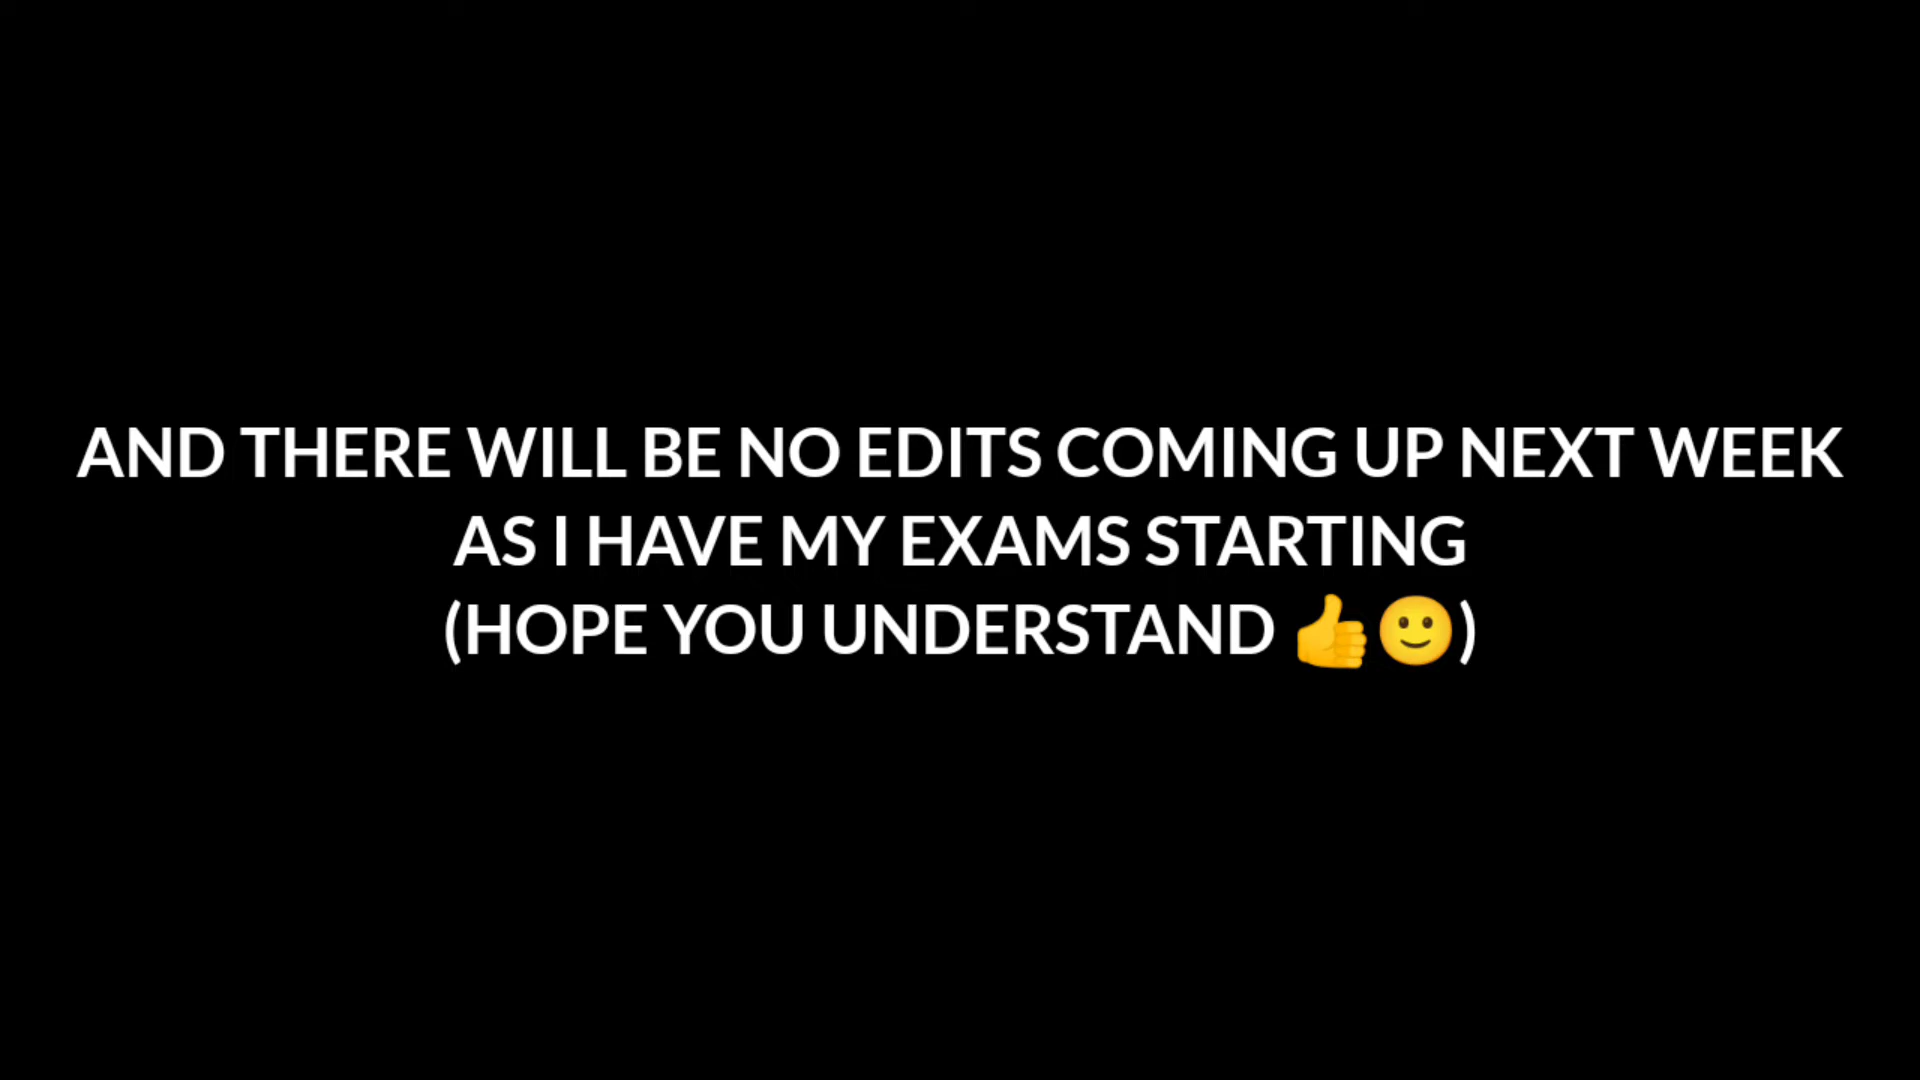 AND THERE WILL BE NO EDITS COMING UP NEXT WEEK
AS I HAVE MY EXAMS STARTING
(HOPE YOU UNDERSTAND 👍🙂)